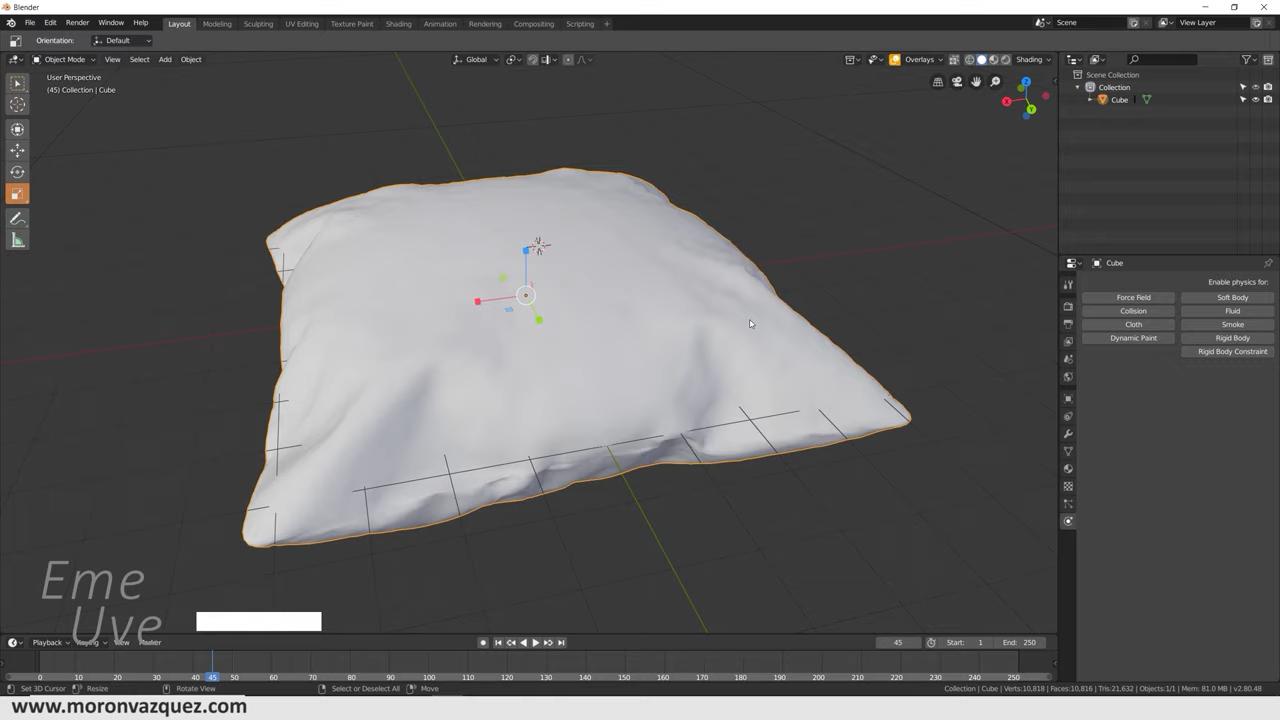 Blender
File Edit Render Window Help Layout Modeling Sculpting UV Editing Texture Paint Shading Animation Rendering Compositing Scripting + Scene View Layer
Orientation: Default
Object Mode View Select Add Object Global Overlays Shading
User Perspective
(45) Collection | Cube
X Y Z
Scene Collection
Collection
Cube
Cube
Enable physics for:
Force Field Soft Body
Collision Fluid
Cloth Smoke
Dynamic Paint Rigid Body
Rigid Body Constraint
Eme
Uve
Playback Keying View Marker 45 Start: 1 End: 250
0 10 20 30 40 45 50 60 70 80 90 100 110 120 130 140 150 160 170 180 190 200 210 220 230 240 250
Set 3D Cursor Resize Rotate View Select or Deselect All Move Collection | Cube | Verts:10,818 | Faces:10,816 | Tris:21,632 | Objects:1/1 | Mem: 81.0 MB | v2.80.48
www.moronvazquez.com